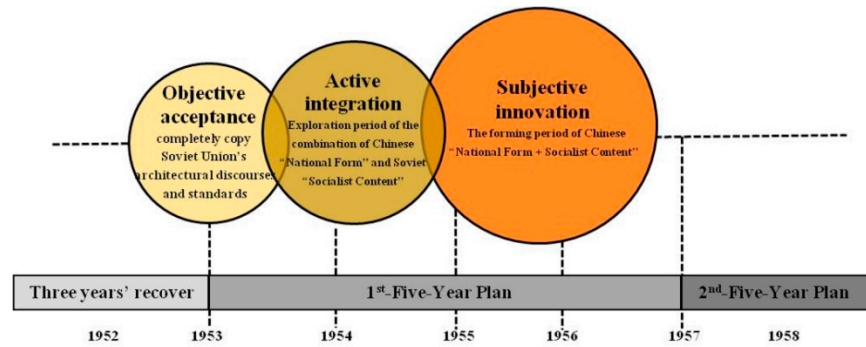 Objective
acceptance
completely copy
Soviet Union's
architectural discourses
and standards
Active
integration
Exploration period of the
combination of Chinese
“National Form” and Soviet
“Socialist Content”
Subjective
innovation
The forming period of Chinese
“National Form + Socialist Content”
Three years’ recover
1st-Five-Year Plan
2nd-Five-Year Plan
1952
1953
1954
1955
1956
1957
1958